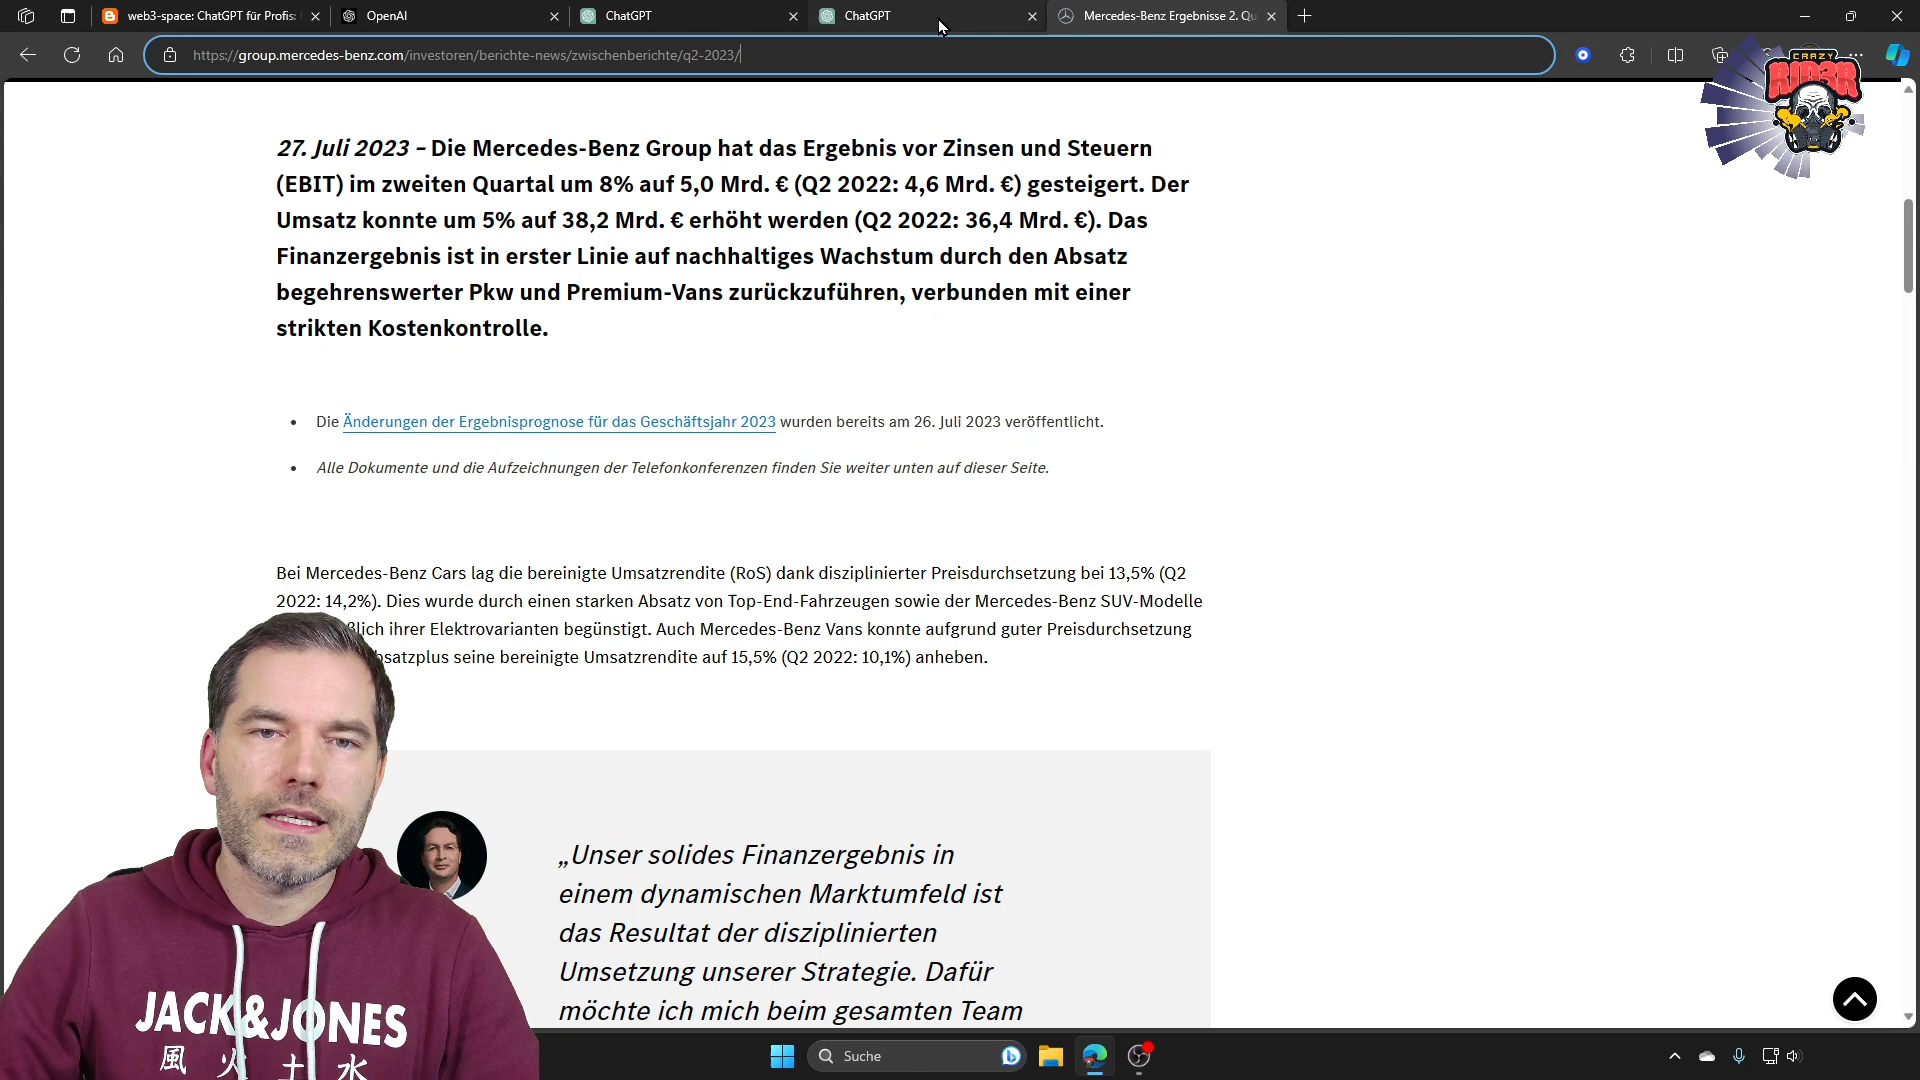 web3-space: ChatGPT für Profis:
OpenAI
ChatGPT
ChatGPT
Mercedes-Benz Ergebnisse 2. Qu
https://group.mercedes-benz.com/investoren/berichte-news/zwischenberichte/q2-2023/
CRAZY
RID3R
27. Juli 2023 – Die Mercedes-Benz Group hat das Ergebnis vor Zinsen und Steuern
(EBIT) im zweiten Quartal um 8% auf 5,0 Mrd. € (Q2 2022: 4,6 Mrd. €) gesteigert. Der
Umsatz konnte um 5% auf 38,2 Mrd. € erhöht werden (Q2 2022: 36,4 Mrd. €). Das
Finanzergebnis ist in erster Linie auf nachhaltiges Wachstum durch den Absatz
begehrenswerter Pkw und Premium-Vans zurückzuführen, verbunden mit einer
strikten Kostenkontrolle.
• Die Änderungen der Ergebnisprognose für das Geschäftsjahr 2023 wurden bereits am 26. Juli 2023 veröffentlicht.
• Alle Dokumente und die Aufzeichnungen der Telefonkonferenzen finden Sie weiter unten auf dieser Seite.
Bei Mercedes-Benz Cars lag die bereinigte Umsatzrendite (RoS) dank disziplinierter Preisdurchsetzung bei 13,5% (Q2
2022: 14,2%). Dies wurde durch einen starken Absatz von Top-End-Fahrzeugen sowie der Mercedes-Benz SUV-Modelle
ihrer Elektrovarianten begünstigt. Auch Mercedes-Benz Vans konnte aufgrund guter Preisdurchsetzung
seine bereinigte Umsatzrendite auf 15,5% (Q2 2022: 10,1%) anheben.
„Unser solides Finanzergebnis in
einem dynamischen Marktumfeld ist
das Resultat der disziplinierten
Umsetzung unserer Strategie. Dafür
möchte ich mich beim gesamten Team
JACK&JONES
風 火 土 水
Suche